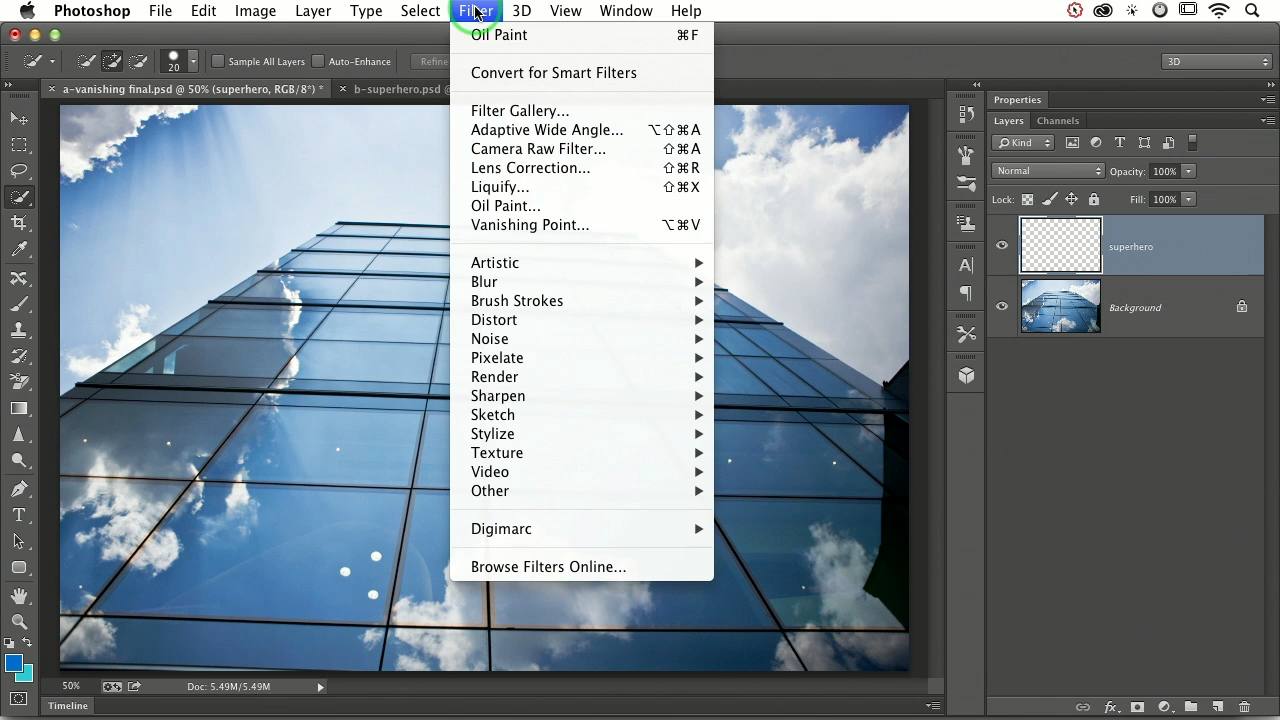 Photoshop File Edit Image Layer Type Select Filter 3D View Window Help
20 Sample All Layers Auto-Enhance Refine 3D
a-vanishing final.psd @ 50% (superhero, RGB/8*) * b-superhero.psd @
Oil Paint ⌘F
Convert for Smart Filters
Filter Gallery...
Adaptive Wide Angle... ⌥⇧⌘A
Camera Raw Filter... ⇧⌘A
Lens Correction... ⇧⌘R
Liquify... ⇧⌘X
Oil Paint...
Vanishing Point... ⌥⌘V
Artistic
Blur
Brush Strokes
Distort
Noise
Pixelate
Render
Sharpen
Sketch
Stylize
Texture
Video
Other
Digimarc
Browse Filters Online...
Properties
Layers Channels
Kind
Normal Opacity: 100%
Lock: Fill: 100%
superhero
Background
50% Doc: 5.49M/5.49M
Timeline